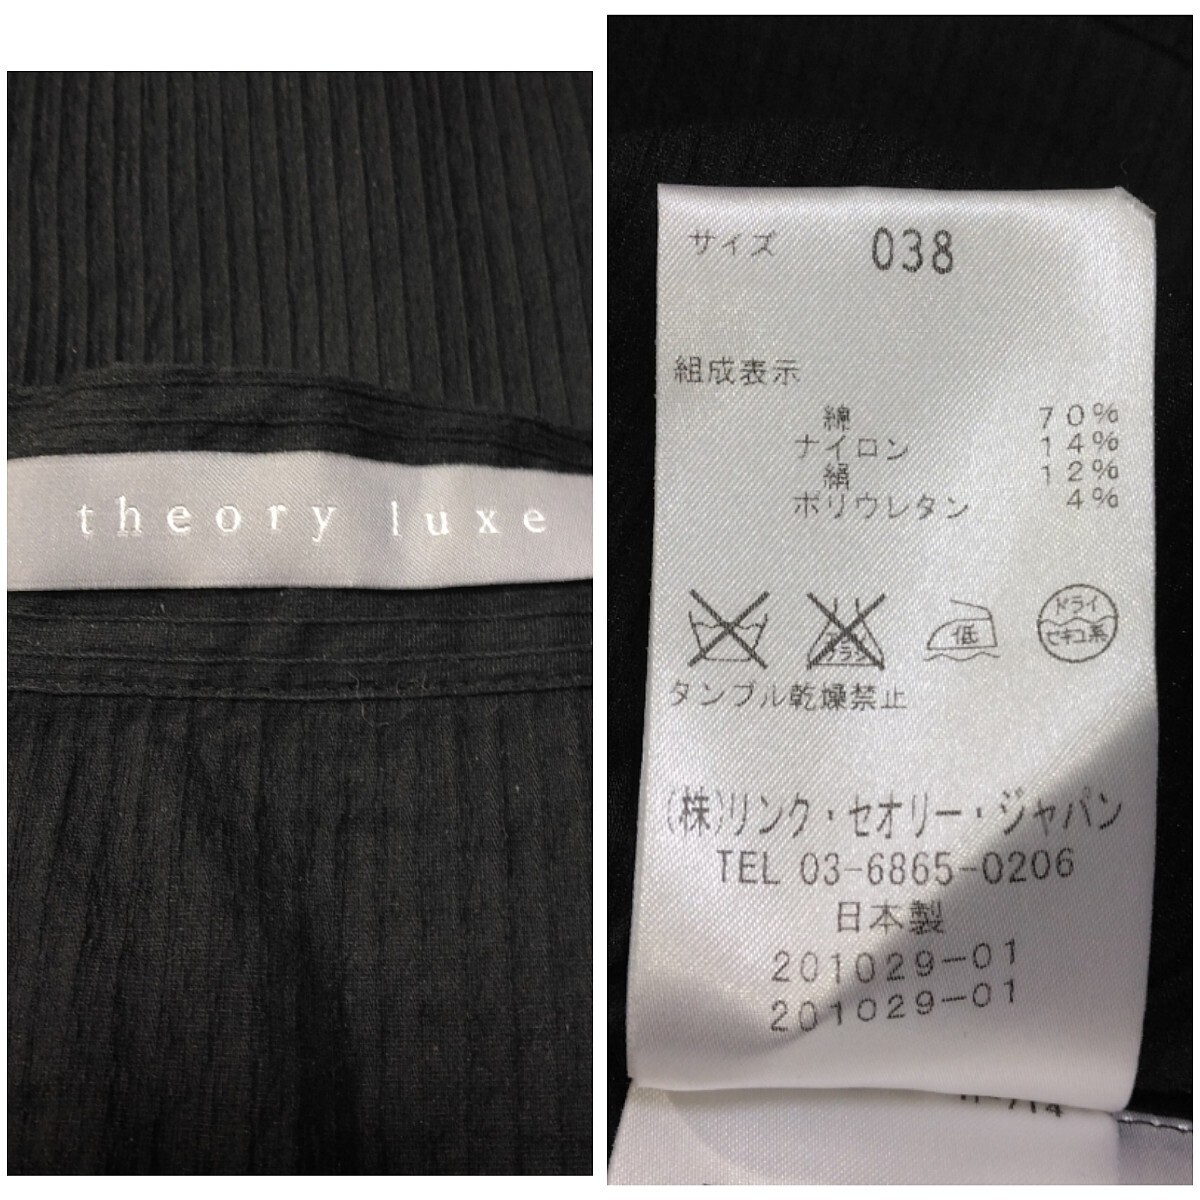 theory luxe
サイズ 038
組成表示
綿 70%
ナイロン 14%
絹 12%
ポリウレタン 4%
低
ドライ
セキユ系
タンブル乾燥禁止
(株)リンク・セオリー・ジャパン
TEL 03-6865-0206
日本製
201029-01
201029-01